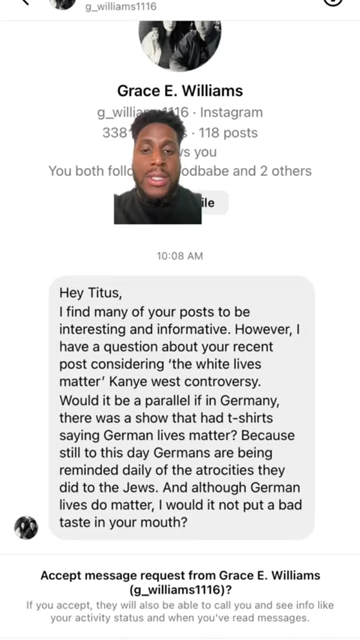 g_williams1116
Grace E. Williams
1116 · Instagram
118 posts
you
You both and 2 others
10:08 AM
Hey Titus,
I find many of your posts to be
interesting and informative. However, I
have a question about your recent
post considering ‘the white lives
matter’ Kanye west controversy.
Would it be a parallel if in Germany,
there was a show that had t-shirts
saying German lives matter? Because
still to this day Germans are being
reminded daily of the atrocities they
did to the Jews. And although German
lives do matter, I would it not put a bad
taste in your mouth?
Accept message request from Grace E. Williams
(g_williams1116)?
If you accept, they will also be able to call you and see info like
your activity status and when you've read messages.